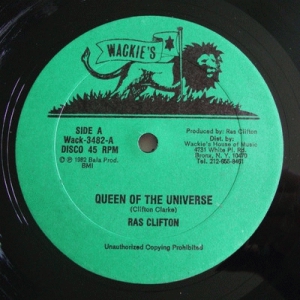 WACKIE'S
SIDE A
Wack-3482-A
DISCO 45 RPM
Ⓒ Ⓟ 1982 Bela Prod.
BMI
Produced by: Ras Clifton
Dist. by:
Wackie's House of Music
4731 White Pl. Rd.
Bronx, N.Y. 10470
Tel.
QUEEN OF THE UNIVERSE
(Clifton Clarke)
RAS CLIFTON
Unauthorized Copying Prohibited